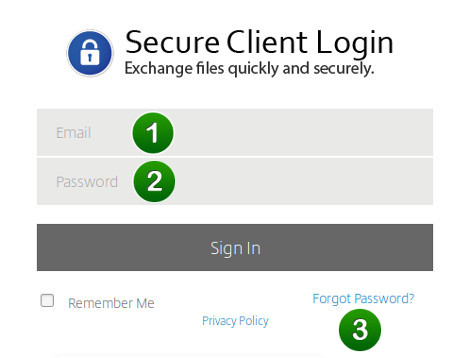 Secure Client Login
Exchange files quickly and securely.
Email 1
Password 2
Sign In
Remember Me
Forgot Password?
Privacy Policy
3